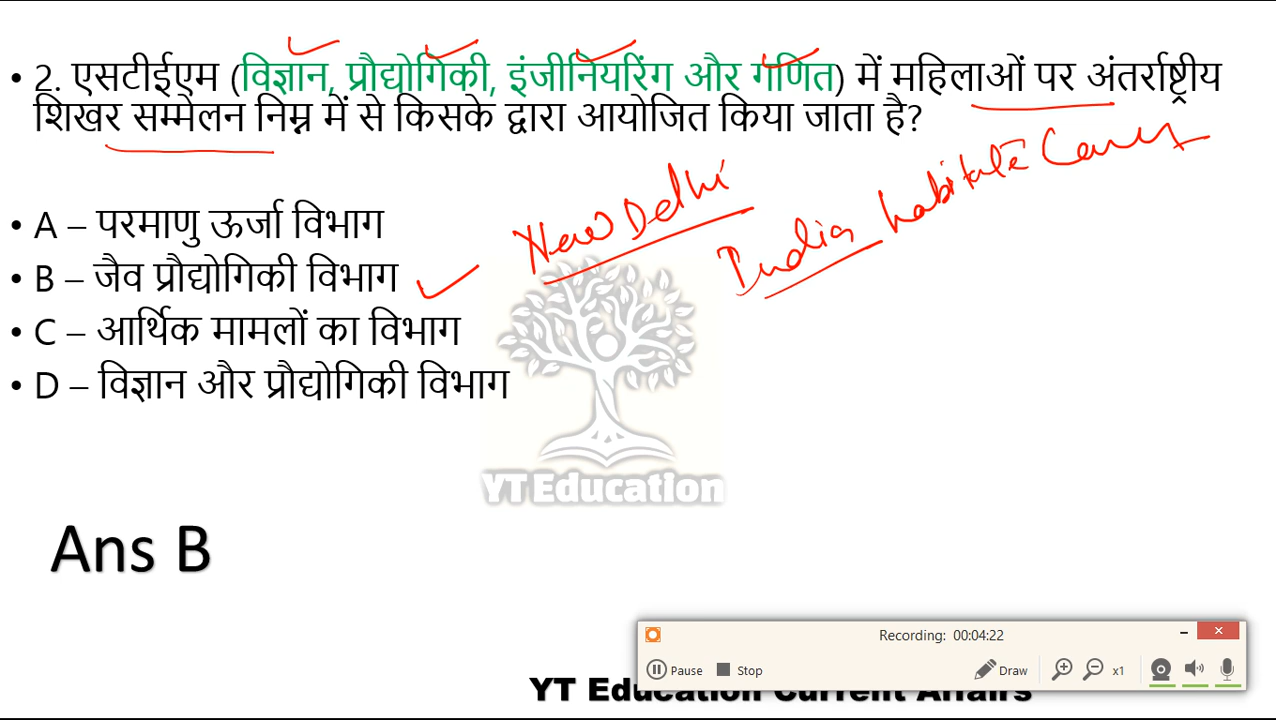 • 2. एसटीईएम (विज्ञान, प्रौद्योगिकी, इंजीनियरिंग और गणित) में महिलाओं पर अंतर्राष्ट्रीय
शिखर सम्मेलन निम्न में से किसके द्वारा आयोजित किया जाता है?
• A – परमाणु ऊर्जा विभाग
• B – जैव प्रौद्योगिकी विभाग
• C – आर्थिक मामलों का विभाग
• D – विज्ञान और प्रौद्योगिकी विभाग
New Delhi
India habitate
YT Education
Ans B
Recording: 00:04:22
Pause Stop Draw x1
YT Education Current Affairs